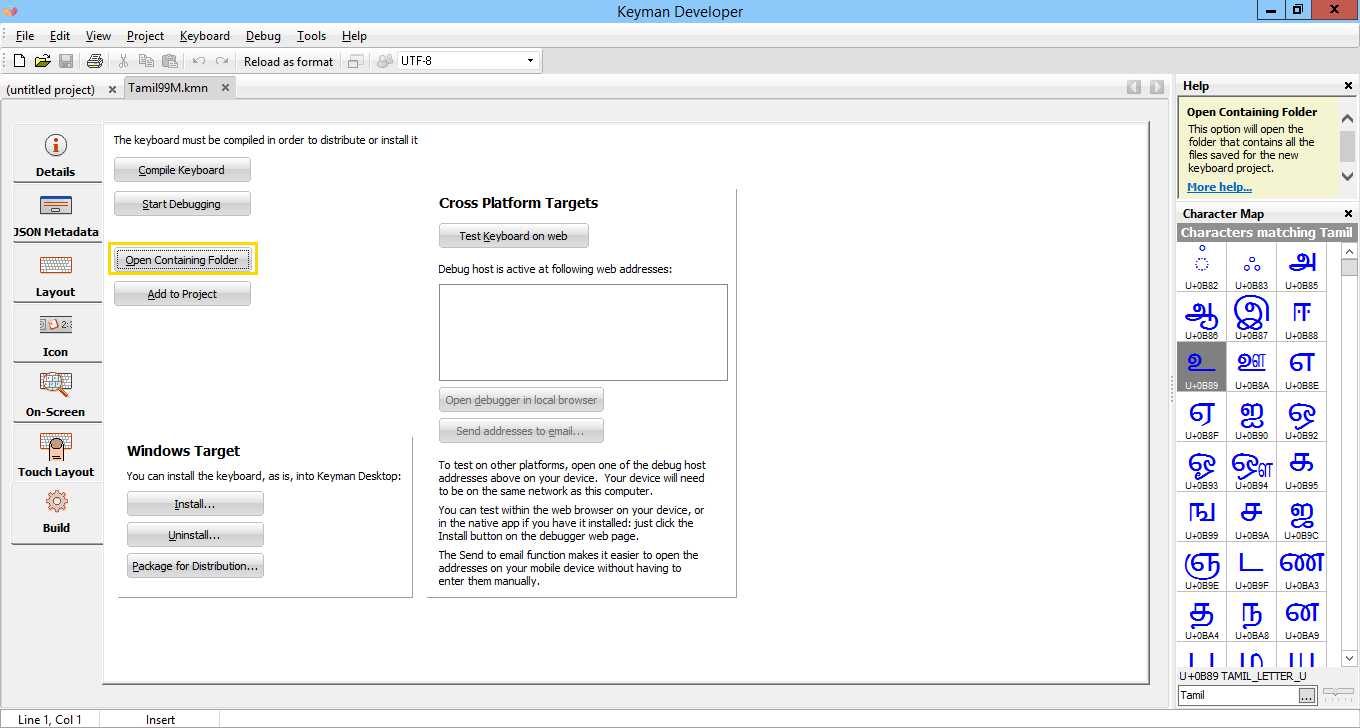 Keyman Developer
File Edit View Project Keyboard Debug Tools Help
Reload as format UTF-8
(untitled project) Tamil99M.kmn
Details
JSON Metadata
Layout
Icon
On-Screen
Touch Layout
Build
The keyboard must be compiled in order to distribute or install it
Compile Keyboard
Start Debugging
Open Containing Folder
Add to Project
Windows Target
You can install the keyboard, as is, into Keyman Desktop:
Install...
Uninstall...
Package for Distribution...
Cross Platform Targets
Test Keyboard on web
Debug host is active at following web addresses:
Open debugger in local browser
Send addresses to email...
To test on other platforms, open one of the debug host
addresses above on your device. Your device will need
to be on the same network as this computer.
You can test within the web browser on your device, or
in the native app if you have it installed: just click the
Install button on the debugger web page.
The Send to email function makes it easier to open the
addresses on your mobile device without having to
enter them manually.
Help
Open Containing Folder
This option will open the
folder that contains all the
files saved for the new
keyboard project.
More help...
Character Map
Characters matching Tamil
ஂ ஃ அ
U+0B82 U+0B83 U+0B85
ஆ இ ஈ
U+0B86 U+0B87 U+0B88
உ ஊ எ
U+0B89 U+0B8A U+0B8E
ஏ ஐ ஒ
U+0B8F U+0B90 U+0B92
ஓ ஔ க
U+0B93 U+0B94 U+0B95
ங ச ஜ
U+0B99 U+0B9A U+0B9C
ஞ ட ண
U+0B9E U+0B9F U+0BA3
த ந ன
U+0BA4 U+0BA8 U+0BA9
ப ம ய
U+0B89 TAMIL_LETTER_U
Tamil ...
Line 1, Col 1 Insert